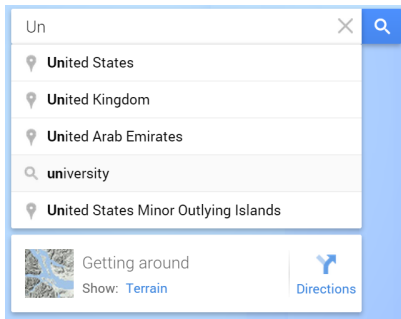 Un
United States
United Kingdom
United Arab Emirates
university
United States Minor Outlying Islands
Getting around
Show: Terrain
Directions